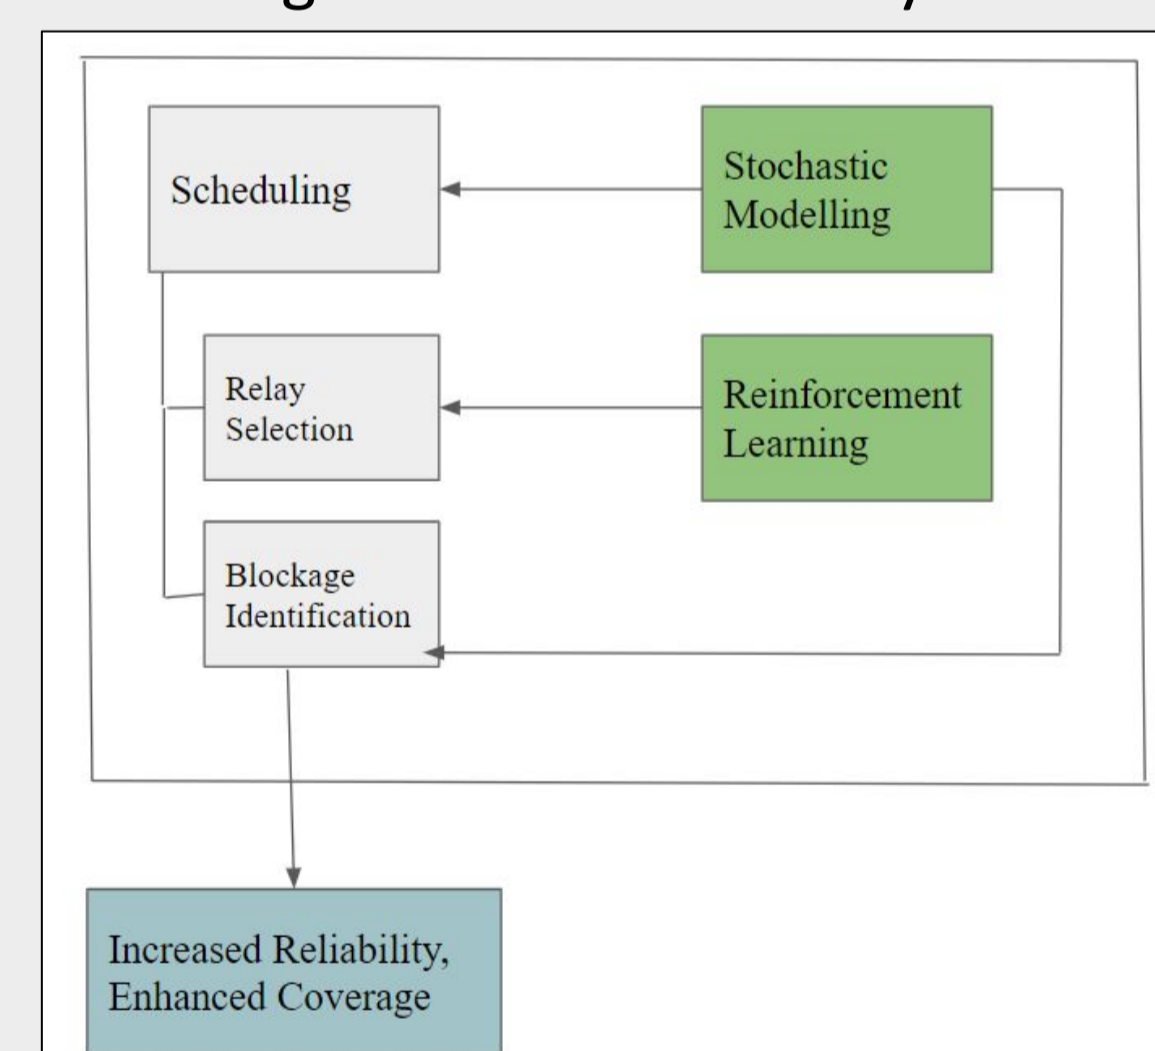 Scheduling
Stochastic
Modelling
Relay
Selection
Reinforcement
Learning
Blockage
Identification
Increased Reliability,
Enhanced Coverage